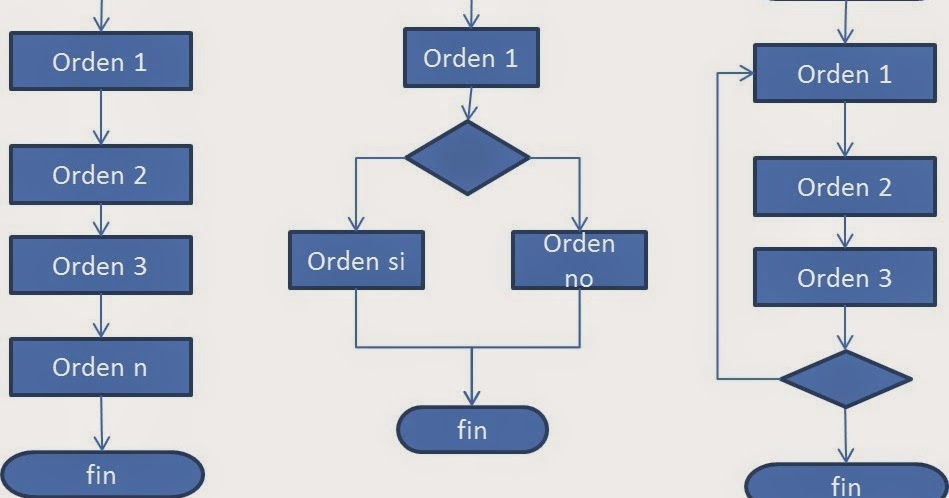 Orden 1
Orden 2
Orden 3
Orden n
fin
Orden 1
Orden si
Orden
no
fin
Orden 1
Orden 2
Orden 3
fin